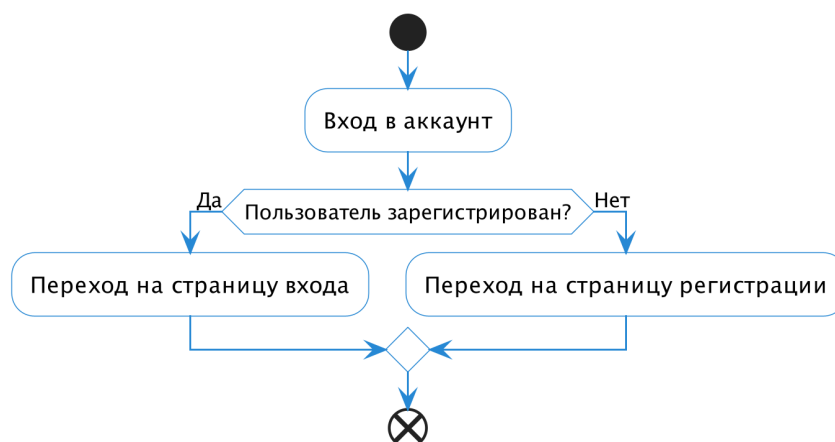 Вход в аккаунт
Да
Нет
Пользователь зарегистрирован?
Переход на страницу входа
Переход на страницу регистрации